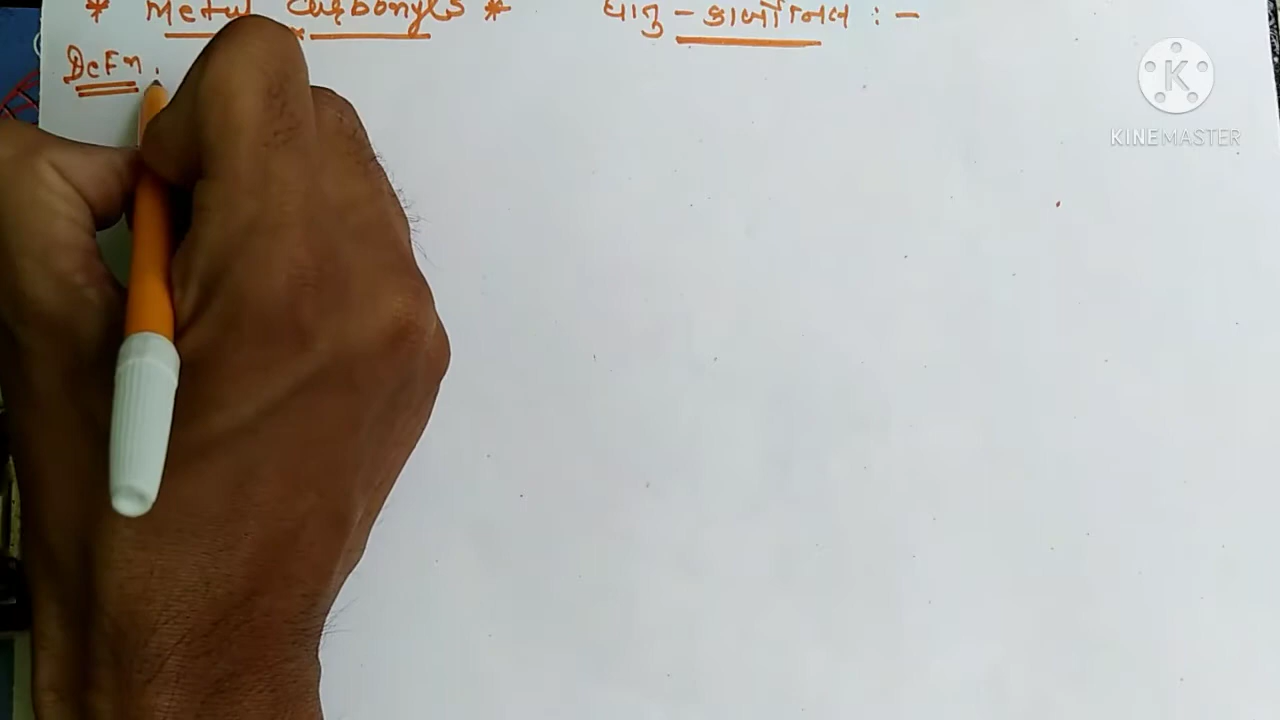 * Metal Carbonyls * ધાતુ - કાર્બોનિલ : -
Defn :
KINEMASTER